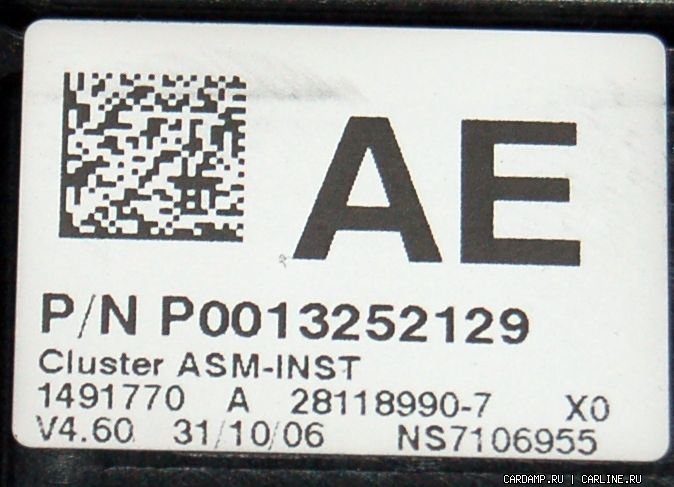 AE
P/N P0013252129
Cluster ASM-INST
1491770 A 28118990-7 X0
V4.60 31/10/06 NS7106955
CARDAMP.RU | CARLINE.RU